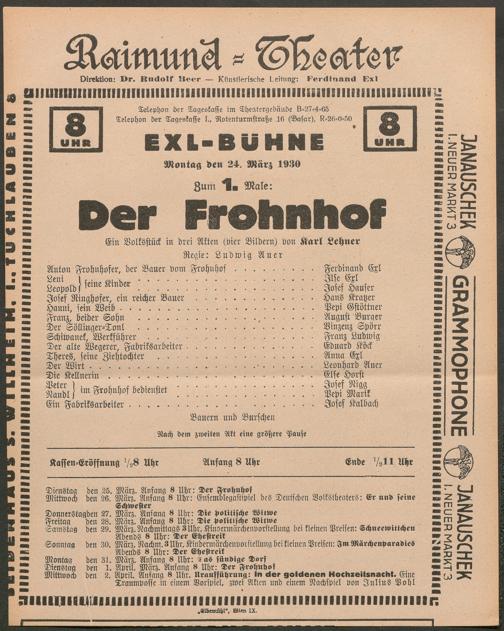 Raimund-Theater
Direktion: Dr. Rudolf Beer — Künstlerische Leitung: Ferdinand Exl
8 UHR
Telephon der Tageskasse im Theatergebäude B-27-4-65
Telephon der Tageskasse I., Rotenturmstraße 16 (Basar), R-26-0-50
8 UHR
EXL-BÜHNE
Montag den 24. März 1930
Zum 1. Male:
Der Frohnhof
Ein Volksstück in drei Akten (vier Bildern) von Karl Lehner
Regie: Ludwig Auer
Anton Frohnhofer, der Bauer vom Frohnhof . . . Ferdinand Exl
Leni } seine Kinder . . . Ilse Exl
Leopold } . . . Josef Hauser
Josef Ringhofer, ein reicher Bauer . . . Hans Kratzer
Hanni, sein Weib . . . Pepi Gstöttner
Franz, beider Sohn . . . August Burger
Der Söllinger-Toni . . . Vinzenz Spörr
Schiwanek, Werkführer . . . Franz Ludwig
Der alte Wegerer, Fabriksarbeiter . . . Eduard Köck
Theres, seine Ziehtochter . . . Anna Exl
Der Wirt . . . Leonhard Auer
Die Kellnerin . . . Else Horst
Peter } im Frohnhof bedienstet . . . Josef Nigg
Nandl } . . . Pepi Marik
Ein Fabriksarbeiter . . . Josef Kalbach
Bauern und Burschen
Nach dem zweiten Akt eine größere Pause
Kassen-Eröffnung 1/28 Uhr Anfang 8 Uhr Ende 1/211 Uhr
Dienstag den 25. März. Anfang 8 Uhr: Der Frohnhof
Mittwoch den 26. März. Anfang 8 Uhr: Ensemblegastspiel des Deutschen Volkstheaters: Er und seine
Schwester
Donnerstag den 27. März. Anfang 8 Uhr: Die politische Witwe
Freitag den 28. März. Anfang 8 Uhr: Die politische Witwe
Samstag den 29. März. Nachmittags 3 Uhr, Kindermärchenvorstellung bei kleinen Preisen: Schneewittchen
Abends 8 Uhr: Der Ehestreik
Sonntag den 30. März. Nachm. 3 Uhr, Kindermärchenvorstellung bei kleinen Preisen: Im Märchenparadies
Abends 8 Uhr: Der Ehestreik
Montag den 31. März. Anfang 8 Uhr: 's sündige Dorf
Dienstag den 1. April. Anfang 8 Uhr: Der Frohnhof
Mittwoch den 2. April. Anfang 8 Uhr: Uraufführung: In der goldenen Hochzeitsnacht. Eine
Traumposse in einem Vorspiel, zwei Akten und einem Nachspiel von Julius Pohl
„Elbemühl“, Wien IX.
SEIDENHAUS S. WILLHEIM, I., TUCHLAUBEN 8
JANAUSCHEK
I. NEUER MARKT 3
GRAMMOPHONE
JANAUSCHEK
I. NEUER MARKT 3